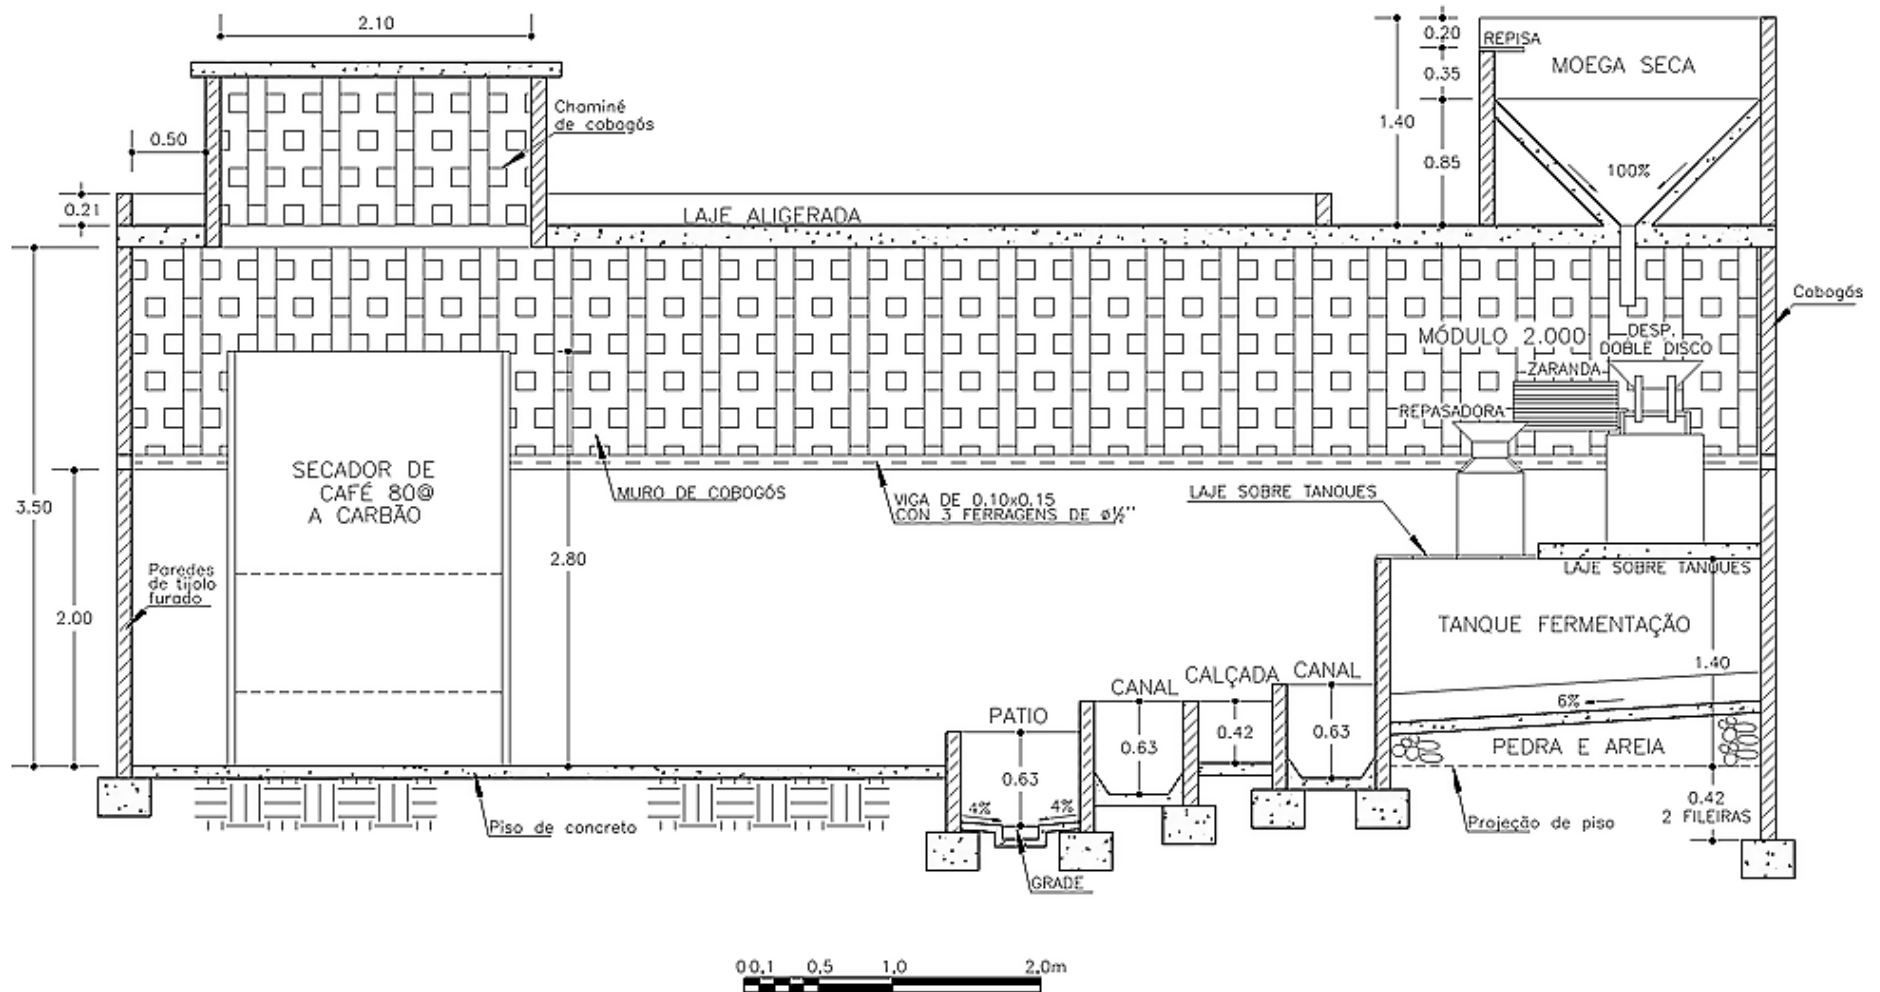 2.10
0.20
REPISA
MOEGA SECA
0.35
Chaminé
de cobogós
1.40
0.50
0.85
100%
0.21
LAJE ALIGERADA
Cobogós
MÓDULO 2.000
DESP.
DOBLE DISCO
ZARANDA
REPASADORA
SECADOR DE
CAFÉ 80@
A CARBÃO
MURO DE COBOGÓS
VIGA DE 0.10x0.15
CON 3 FERRAGENS DE ø½"
LAJE SOBRE TANQUES
3.50
2.80
Paredes
de tijolo
furado
LAJE SOBRE TANQUES
2.00
TANQUE FERMENTAÇÃO
1.40
CANAL
CALÇADA
CANAL
6%
PATIO
0.63
0.42
0.63
PEDRA E AREIA
0.63
4%
4%
0.42
2 FILEIRAS
Piso de concreto
Projeção de piso
GRADE
0 0.1 0.5 1.0 2.0m